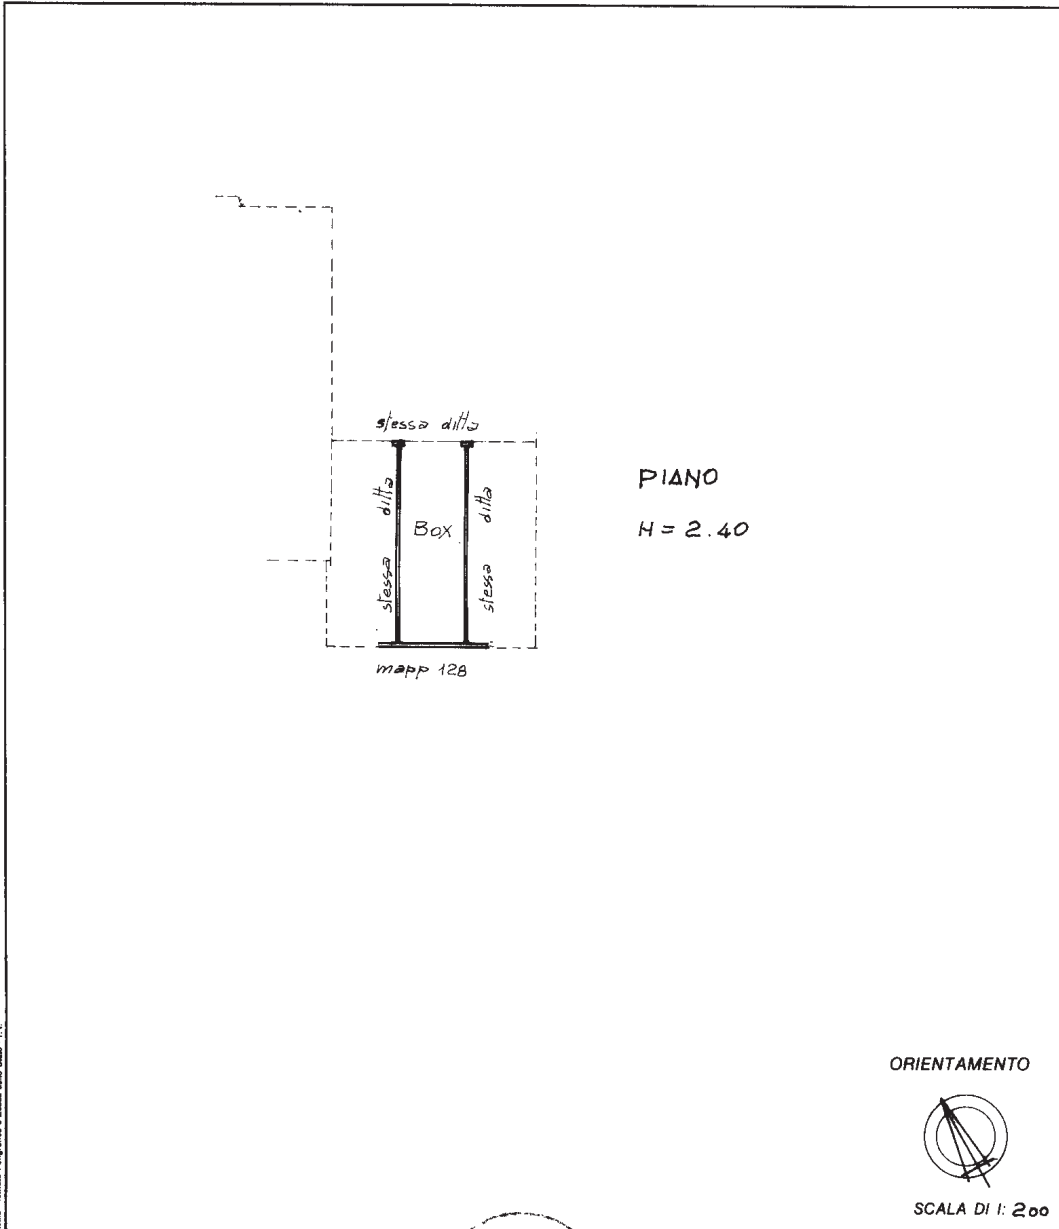 stessa ditta
stessa ditta
Box
stessa ditta
mapp 128
PIANO
H = 2.40
ORIENTAMENTO
SCALA DI 1: 200